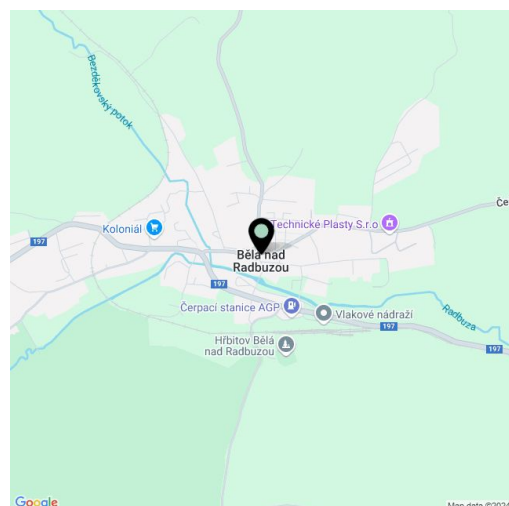 Bezděkovský potok
Koloniál
Technické Plasty S.r.o
Če
197
Bělá nad
Radbuzou
197
Čerpací stanice AGP
Vlakové nádraží
Radbuza
197
197
Hřbitov Bělá
nad Radbuzou
Google
Map data ©2024